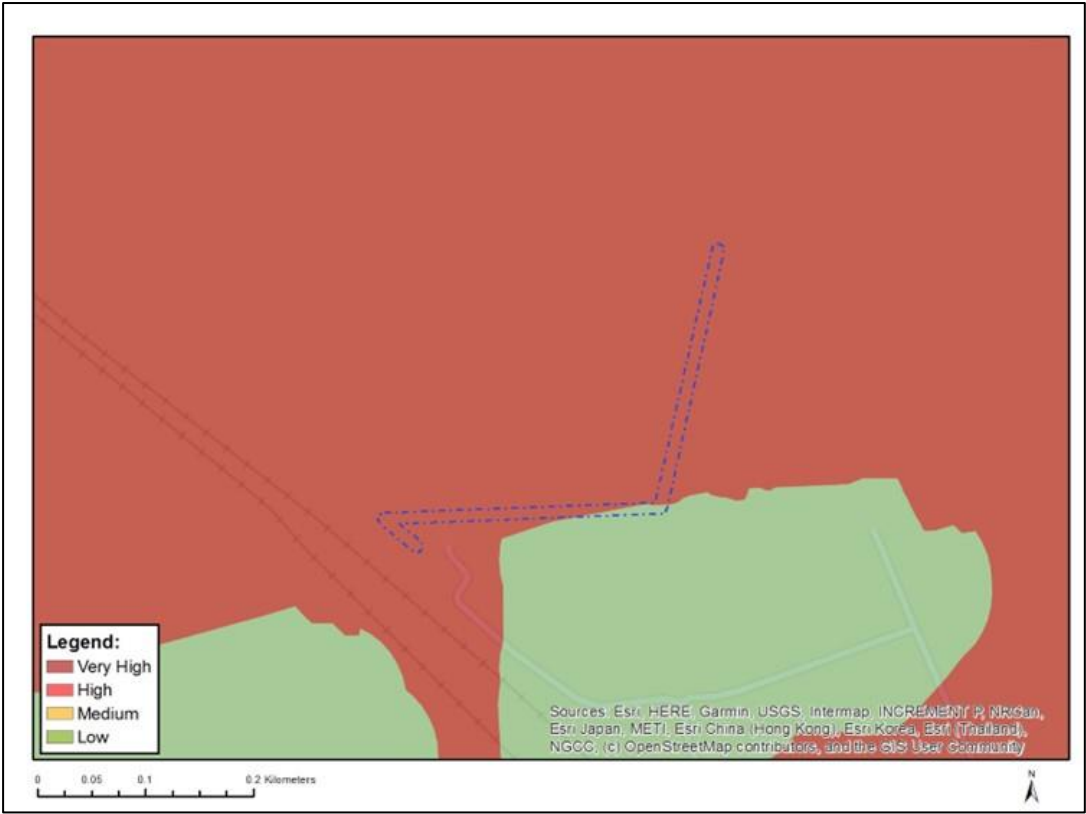 Legend:
Very High
High
Medium
Low
Sources: Esri, HERE, Garmin, USGS, Intermap, INCREMENT P, NRCan,
Esri Japan, METI, Esri China (Hong Kong), Esri Korea, Esri (Thailand),
NGCC, (c) OpenStreetMap contributors, and the GIS User Community
0 0.05 0.1 0.2 Kilometers
N